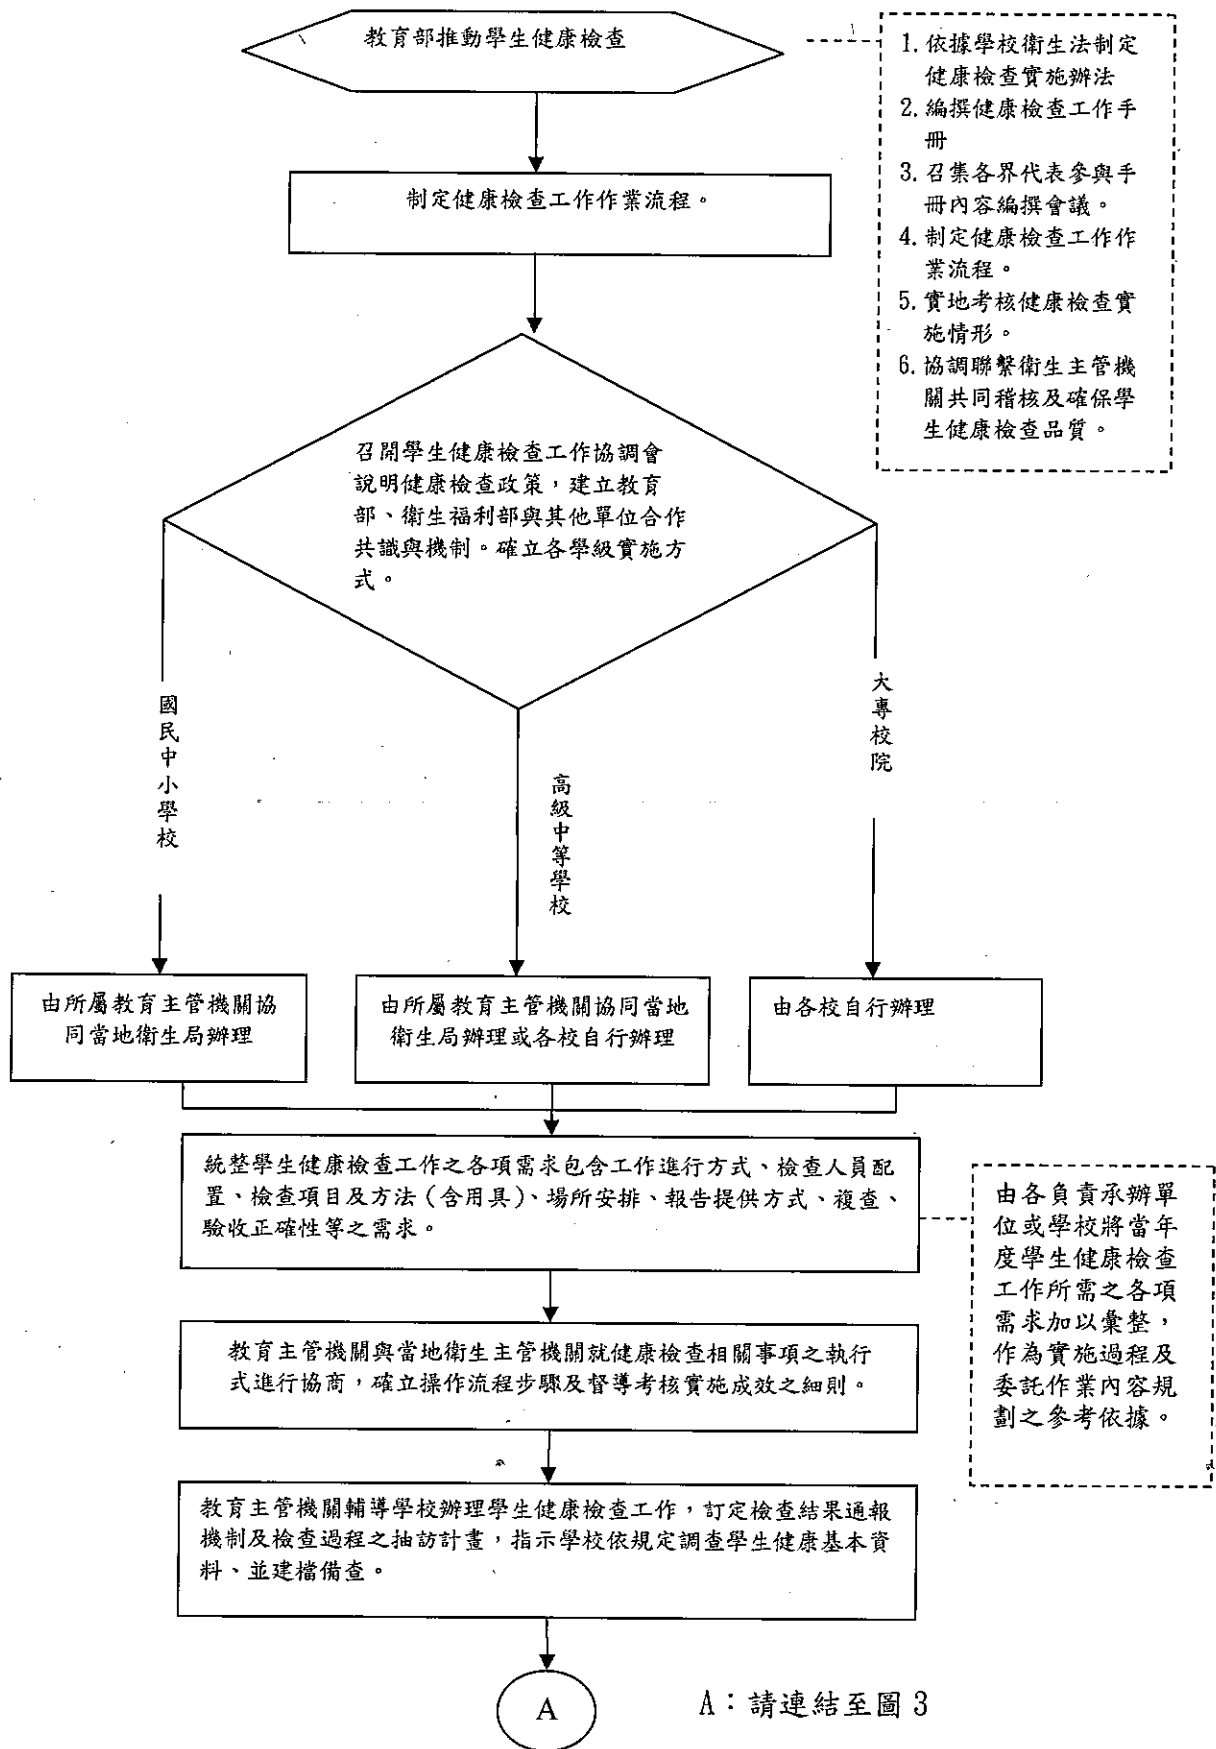 教育部推動學生健康檢查
1. 依據學校衛生法制定
健康檢查實施辦法
2. 編撰健康檢查工作手
冊
3. 召集各界代表參與手
冊內容編撰會議。
4. 制定健康檢查工作作
業流程。
5. 實地考核健康檢查實
施情形。
6. 協調聯繫衛生主管機
關共同稽核及確保學
生健康檢查品質。
制定健康檢查工作作業流程。
召開學生健康檢查工作協調會
說明健康檢查政策，建立教育
部、衛生福利部與其他單位合作
共識與機制。確立各學級實施方
式。
國民中小學校
高級中等學校
大專校院
由所屬教育主管機關協
同當地衛生局辦理
由所屬教育主管機關協同當地
衛生局辦理或各校自行辦理
由各校自行辦理
統整學生健康檢查工作之各項需求包含工作進行方式、檢查人員配
置、檢查項目及方法（含用具）、場所安排、報告提供方式、複查、
驗收正確性等之需求。
由各負責承辦單
位或學校將當年
度學生健康檢查
工作所需之各項
需求加以彙整，
作為實施過程及
委託作業內容規
劃之參考依據。
教育主管機關與當地衛生主管機關就健康檢查相關事項之執行
式進行協商，確立操作流程步驟及督導考核實施成效之細則。
教育主管機關輔導學校辦理學生健康檢查工作，訂定檢查結果通報
機制及檢查過程之抽訪計畫，指示學校依規定調查學生健康基本資
料、並建檔備查。
A
A：請連結至圖 3